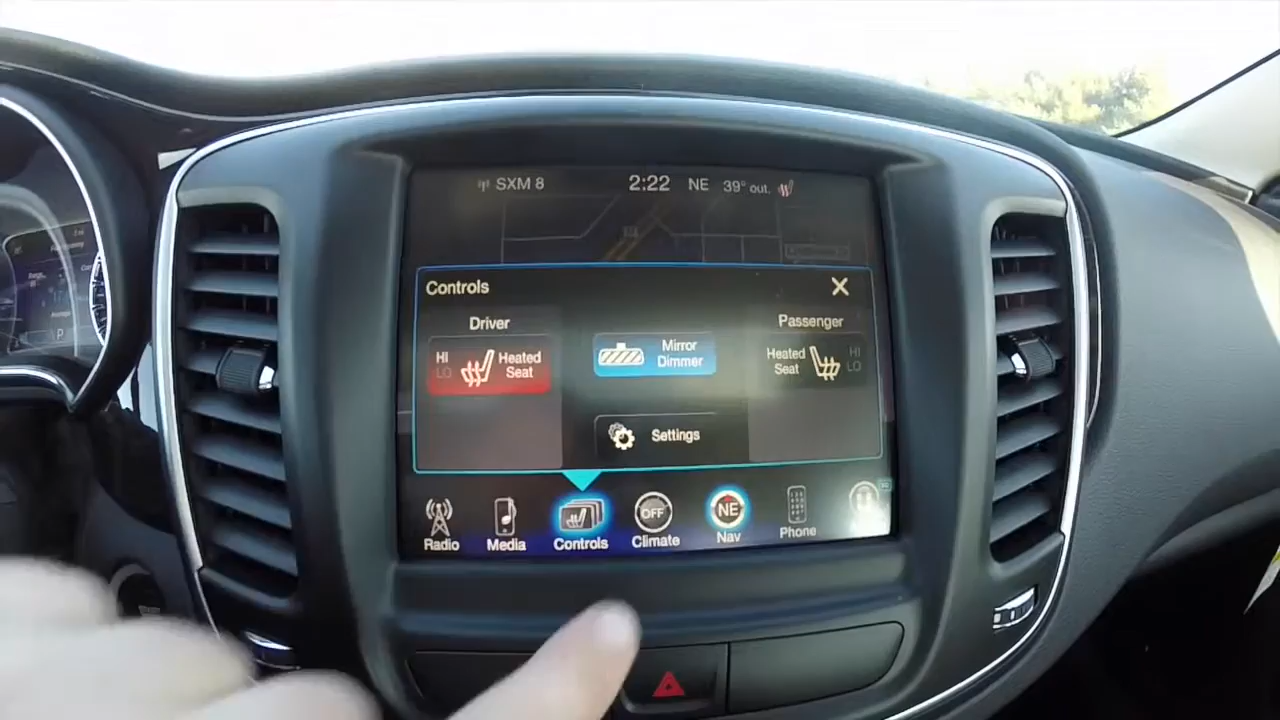 SXM 8 2:22 NE 39° out.
Controls X
Driver
Passenger
HI
LO
Heated
Seat
Mirror
Dimmer
Heated
Seat
HI
LO
Settings
Radio
Media
Controls
OFF
Climate
NE
Nav
Phone
P